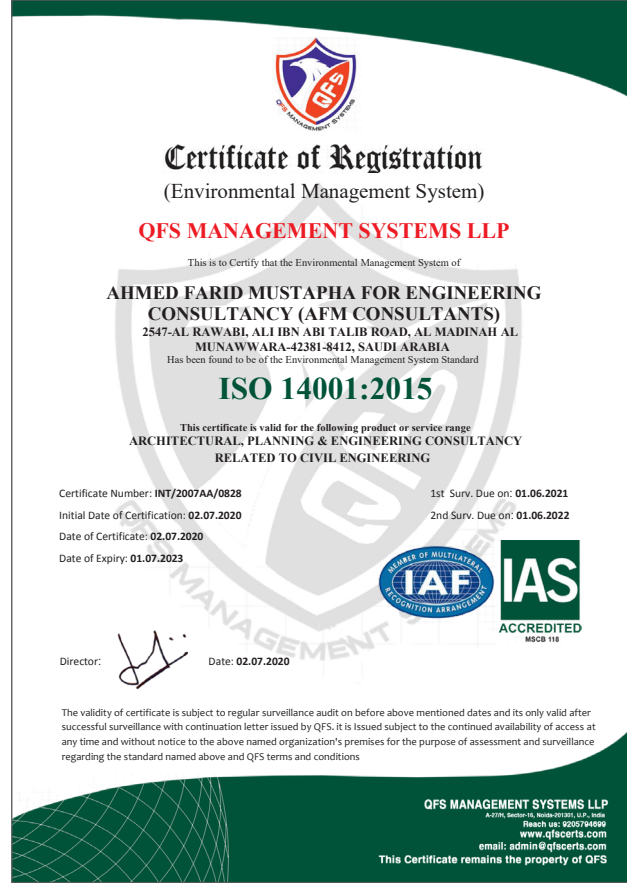 QFS
QFS MANAGEMENT SYSTEMS
Certificate of Registration
(Environmental Management System)
QFS MANAGEMENT SYSTEMS LLP
This is to Certify that the Environmental Management System of
AHMED FARID MUSTAPHA FOR ENGINEERING
CONSULTANCY (AFM CONSULTANTS)
2547-AL RAWABI, ALI IBN ABI TALIB ROAD, AL MADINAH AL
MUNAWWARA-42381-8412, SAUDI ARABIA
Has been found to be of the Environmental Management System Standard
ISO 14001:2015
This certificate is valid for the following product or service range
ARCHITECTURAL, PLANNING & ENGINEERING CONSULTANCY
RELATED TO CIVIL ENGINEERING
Certificate Number: INT/2007AA/0828
1st Surv. Due on: 01.06.2021
Initial Date of Certification: 02.07.2020
2nd Surv. Due on: 01.06.2022
Date of Certificate: 02.07.2020
Date of Expiry: 01.07.2023
QFS MANAGEMENT SYSTEMS
MEMBER OF MULTILATERAL
IAF
RECOGNITION ARRANGEMENT
IAS
ACCREDITED
MSCB 118
Director:
Date: 02.07.2020
The validity of certificate is subject to regular surveillance audit on before above mentioned dates and its only valid after
successful surveillance with continuation letter issued by QFS. it is Issued subject to the continued availability of access at
any time and without notice to the above named organization's premises for the purpose of assessment and surveillance
regarding the standard named above and QFS terms and conditions
QFS MANAGEMENT SYSTEMS LLP
A-27/H, Sector-16, Noida-201301, U.P., India
Reach us: 9205794699
www.qfscerts.com
email: admin@qfscerts.com
This Certificate remains the property of QFS